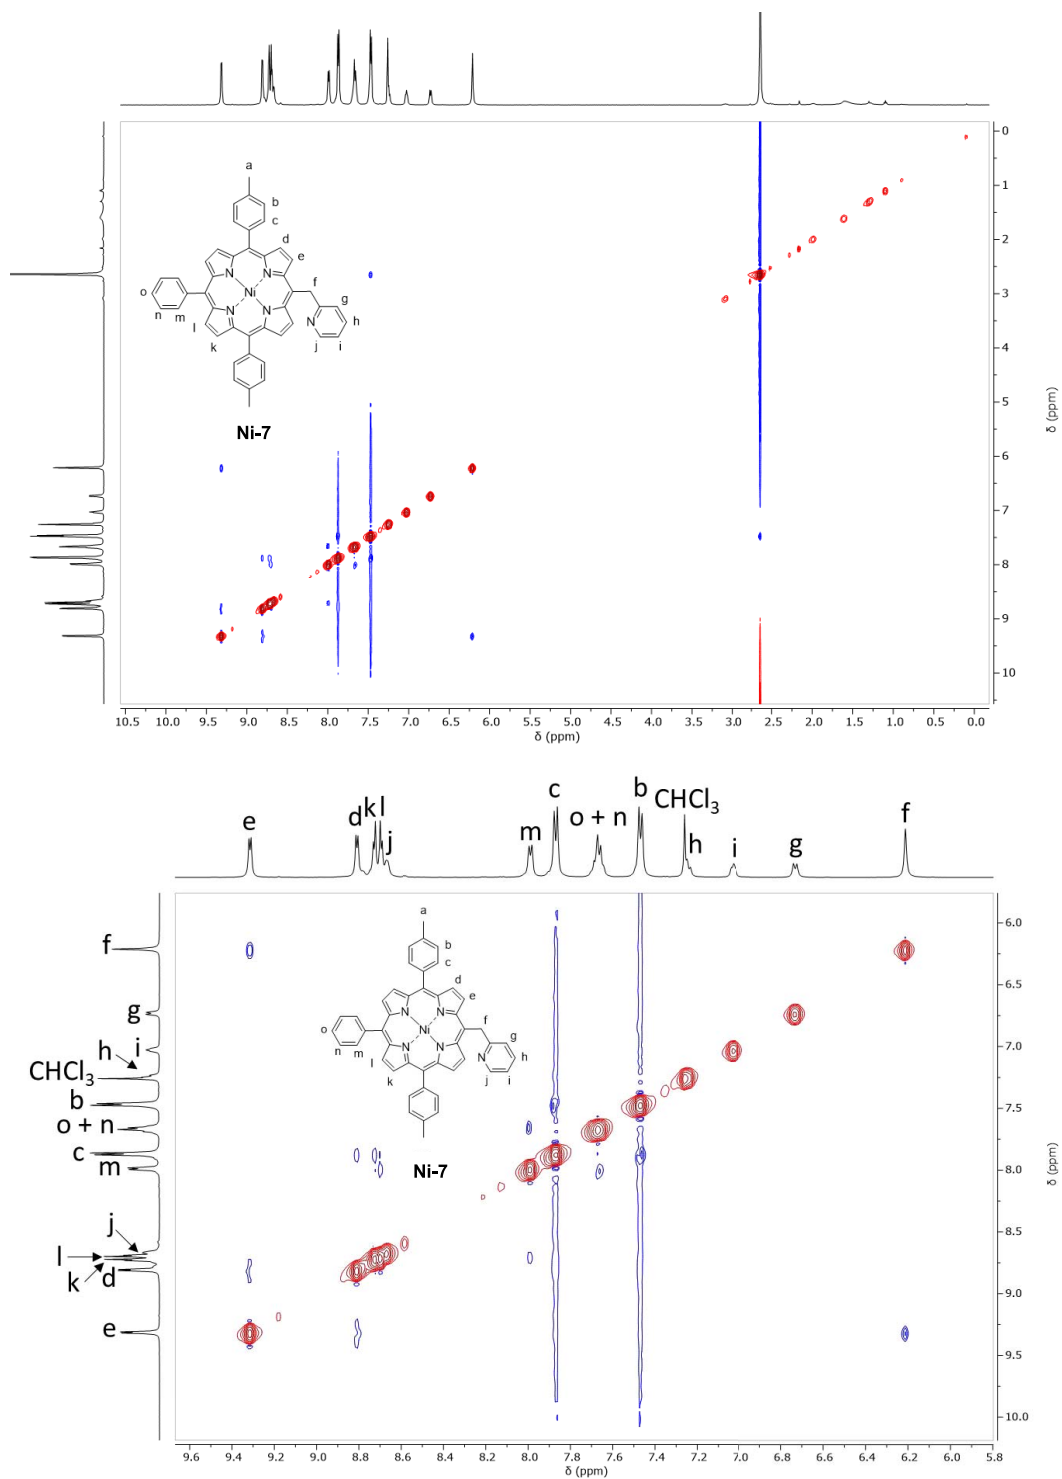 0
1
2
3
4
5
6
7
8
9
10
δ (ppm)
a
b
c
d
e
N
N
f
Ni
o
g
N
N
N
h
n
m
l
j
i
k
Ni-7
10.5 10.0 9.5 9.0 8.5 8.0 7.5 7.0 6.5 6.0 5.5 5.0 4.5 4.0 3.5 3.0 2.5 2.0 1.5 1.0 0.5 0.0
δ (ppm)
e
d
k l
j
m
c
o + n
b
CHCl3
h
i
g
f
f
g
h
i
CHCl3
b
o + n
c
m
j
l
k
d
e
a
b
c
d
e
N
N
f
Ni
o
g
N
N
N
h
n
m
l
j
i
k
Ni-7
6.0
6.5
7.0
7.5
8.0
8.5
9.0
9.5
10.0
δ (ppm)
9.6 9.4 9.2 9.0 8.8 8.6 8.4 8.2 8.0 7.8 7.6 7.4 7.2 7.0 6.8 6.6 6.4 6.2 6.0 5.8
δ (ppm)